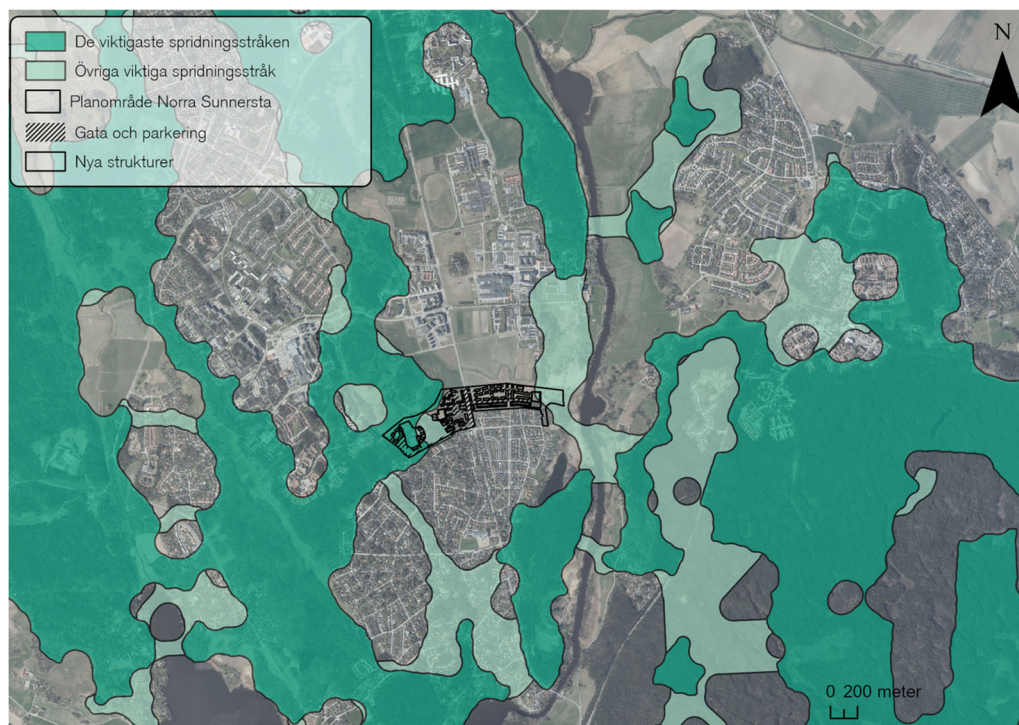 De viktigaste spridningsstråken
Övriga viktiga spridningsstråk
Planområde Norra Sunnersta
Gata och parkering
Nya strukturer
N
0 200 meter